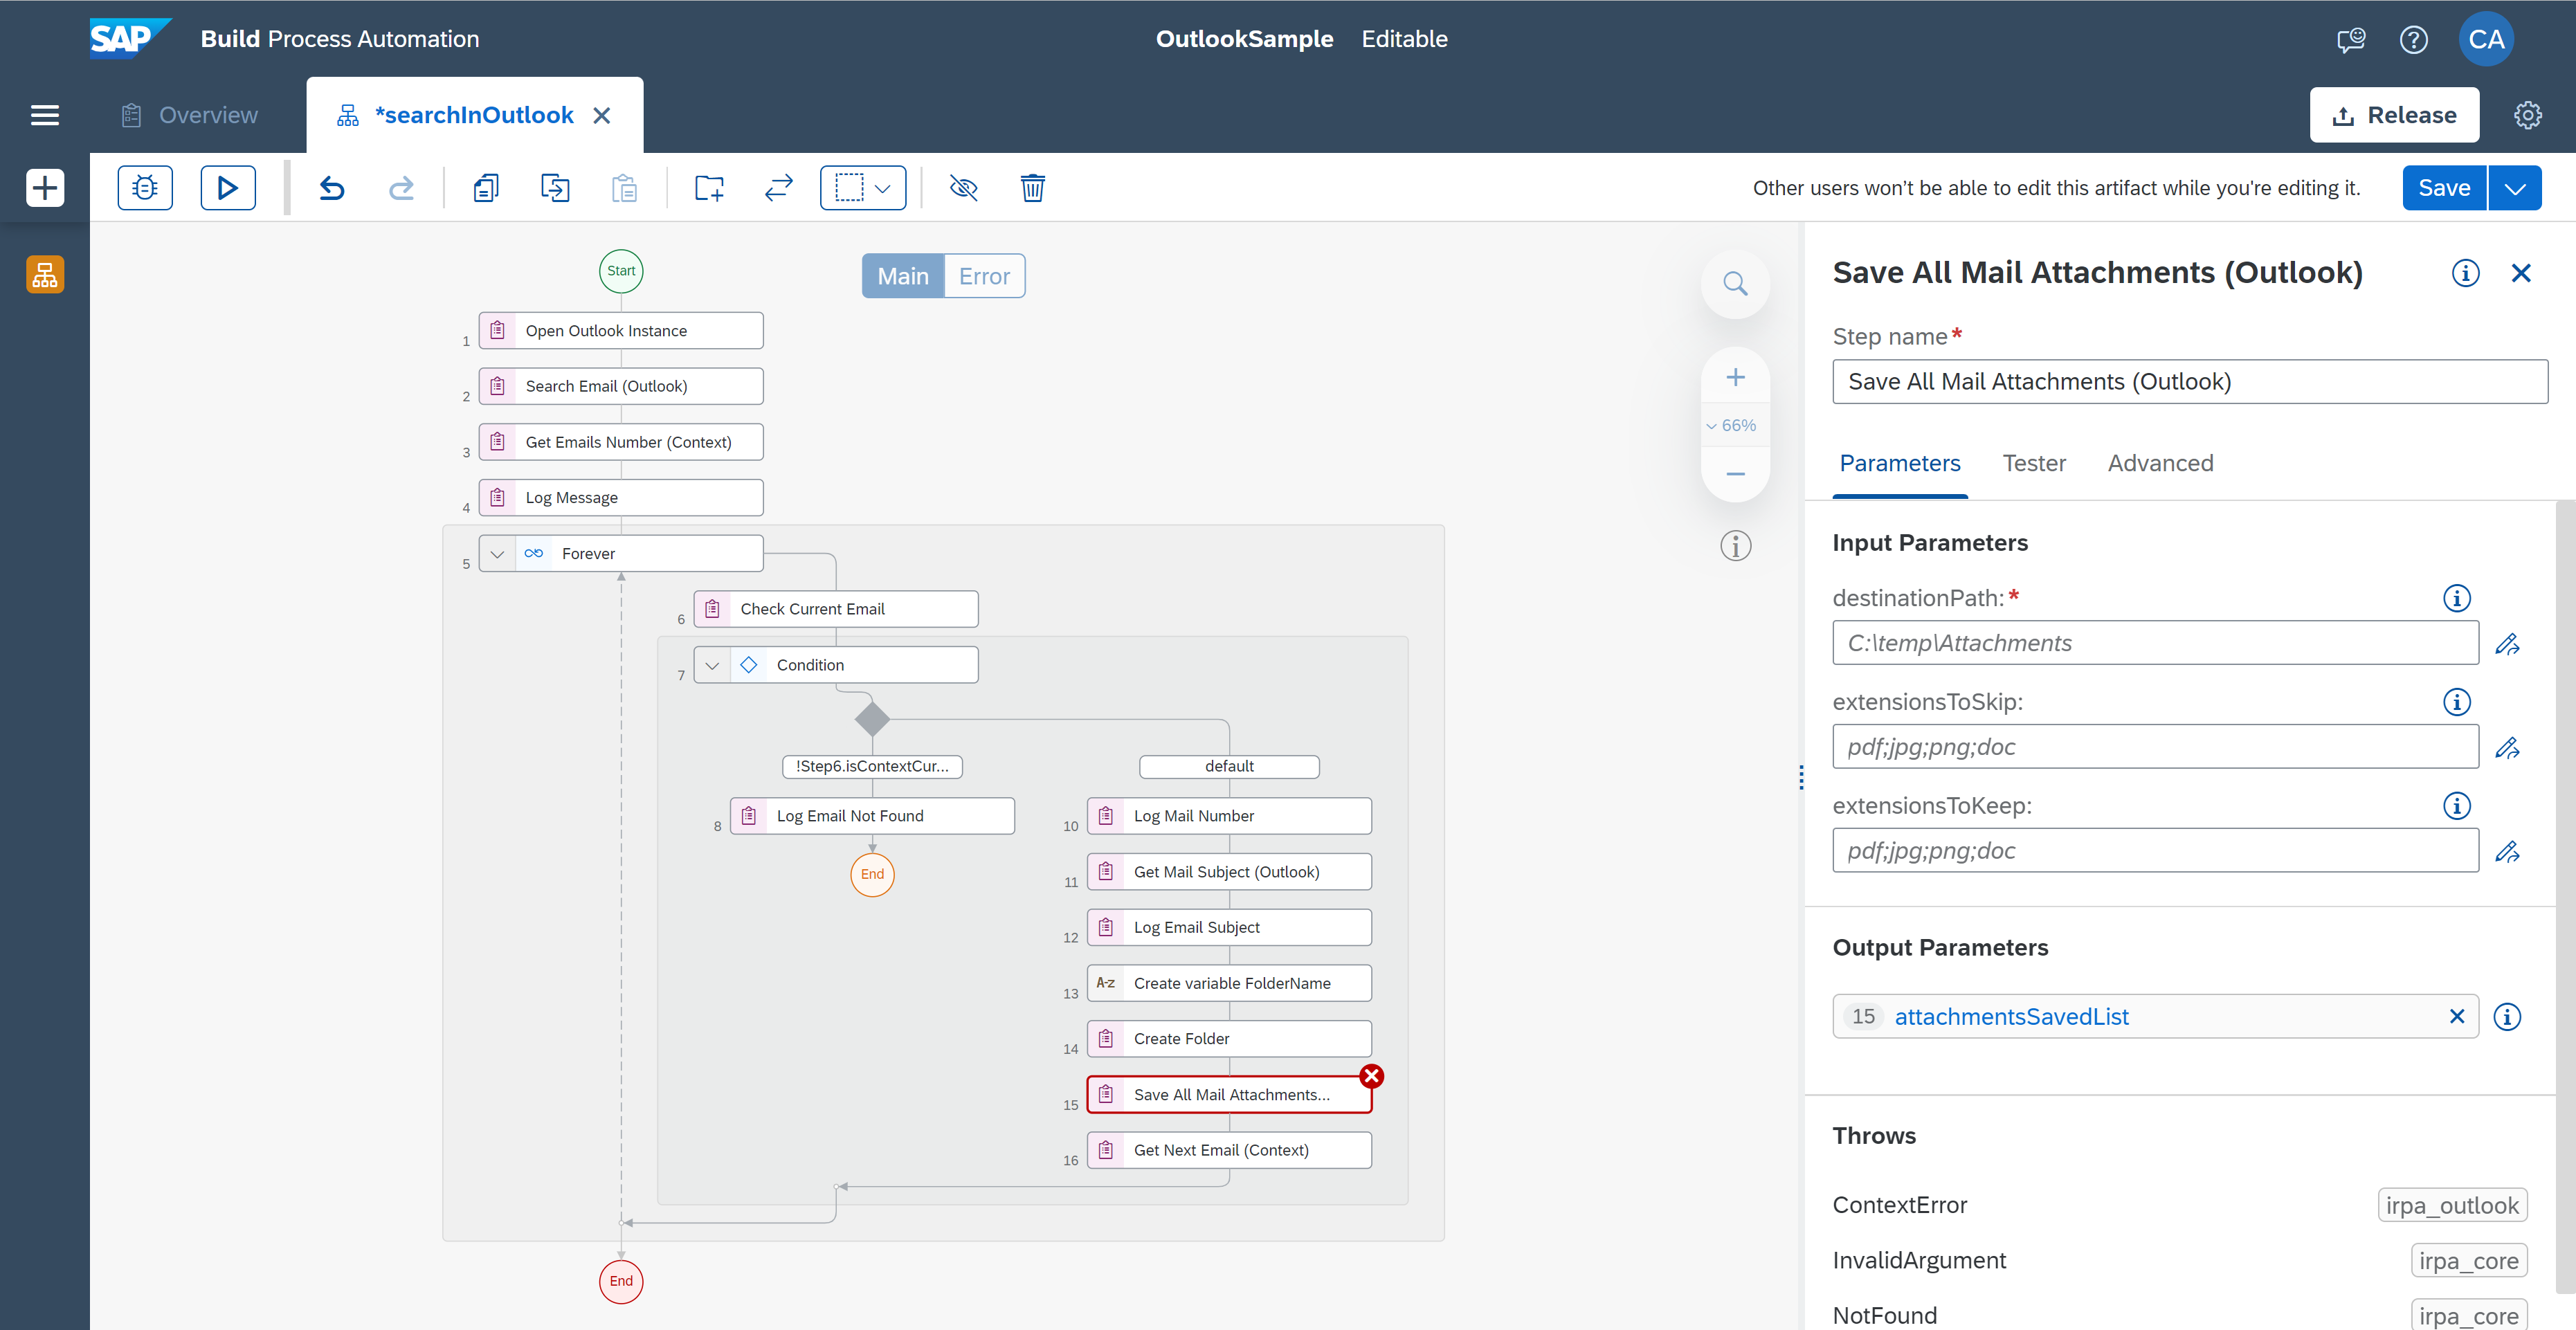 SAP Build Process Automation
OutlookSample Editable
CA
Overview
*searchInOutlook
Release
Other users won't be able to edit this artifact while you're editing it.
Save
Start
Main Error
1 Open Outlook Instance
2 Search Email (Outlook)
3 Get Emails Number (Context)
4 Log Message
5 Forever
6 Check Current Email
7 Condition
!Step6.isContextCur...
default
8 Log Email Not Found
End
10 Log Mail Number
11 Get Mail Subject (Outlook)
12 Log Email Subject
13 A-z Create variable FolderName
14 Create Folder
15 Save All Mail Attachments...
16 Get Next Email (Context)
End
66%
Save All Mail Attachments (Outlook)
Step name*
Save All Mail Attachments (Outlook)
Parameters Tester Advanced
Input Parameters
destinationPath:*
C:\temp\Attachments
extensionsToSkip:
pdf;jpg;png;doc
extensionsToKeep:
pdf;jpg;png;doc
Output Parameters
15 attachmentsSavedList
Throws
ContextError irpa_outlook
InvalidArgument irpa_core
NotFound irpa_core